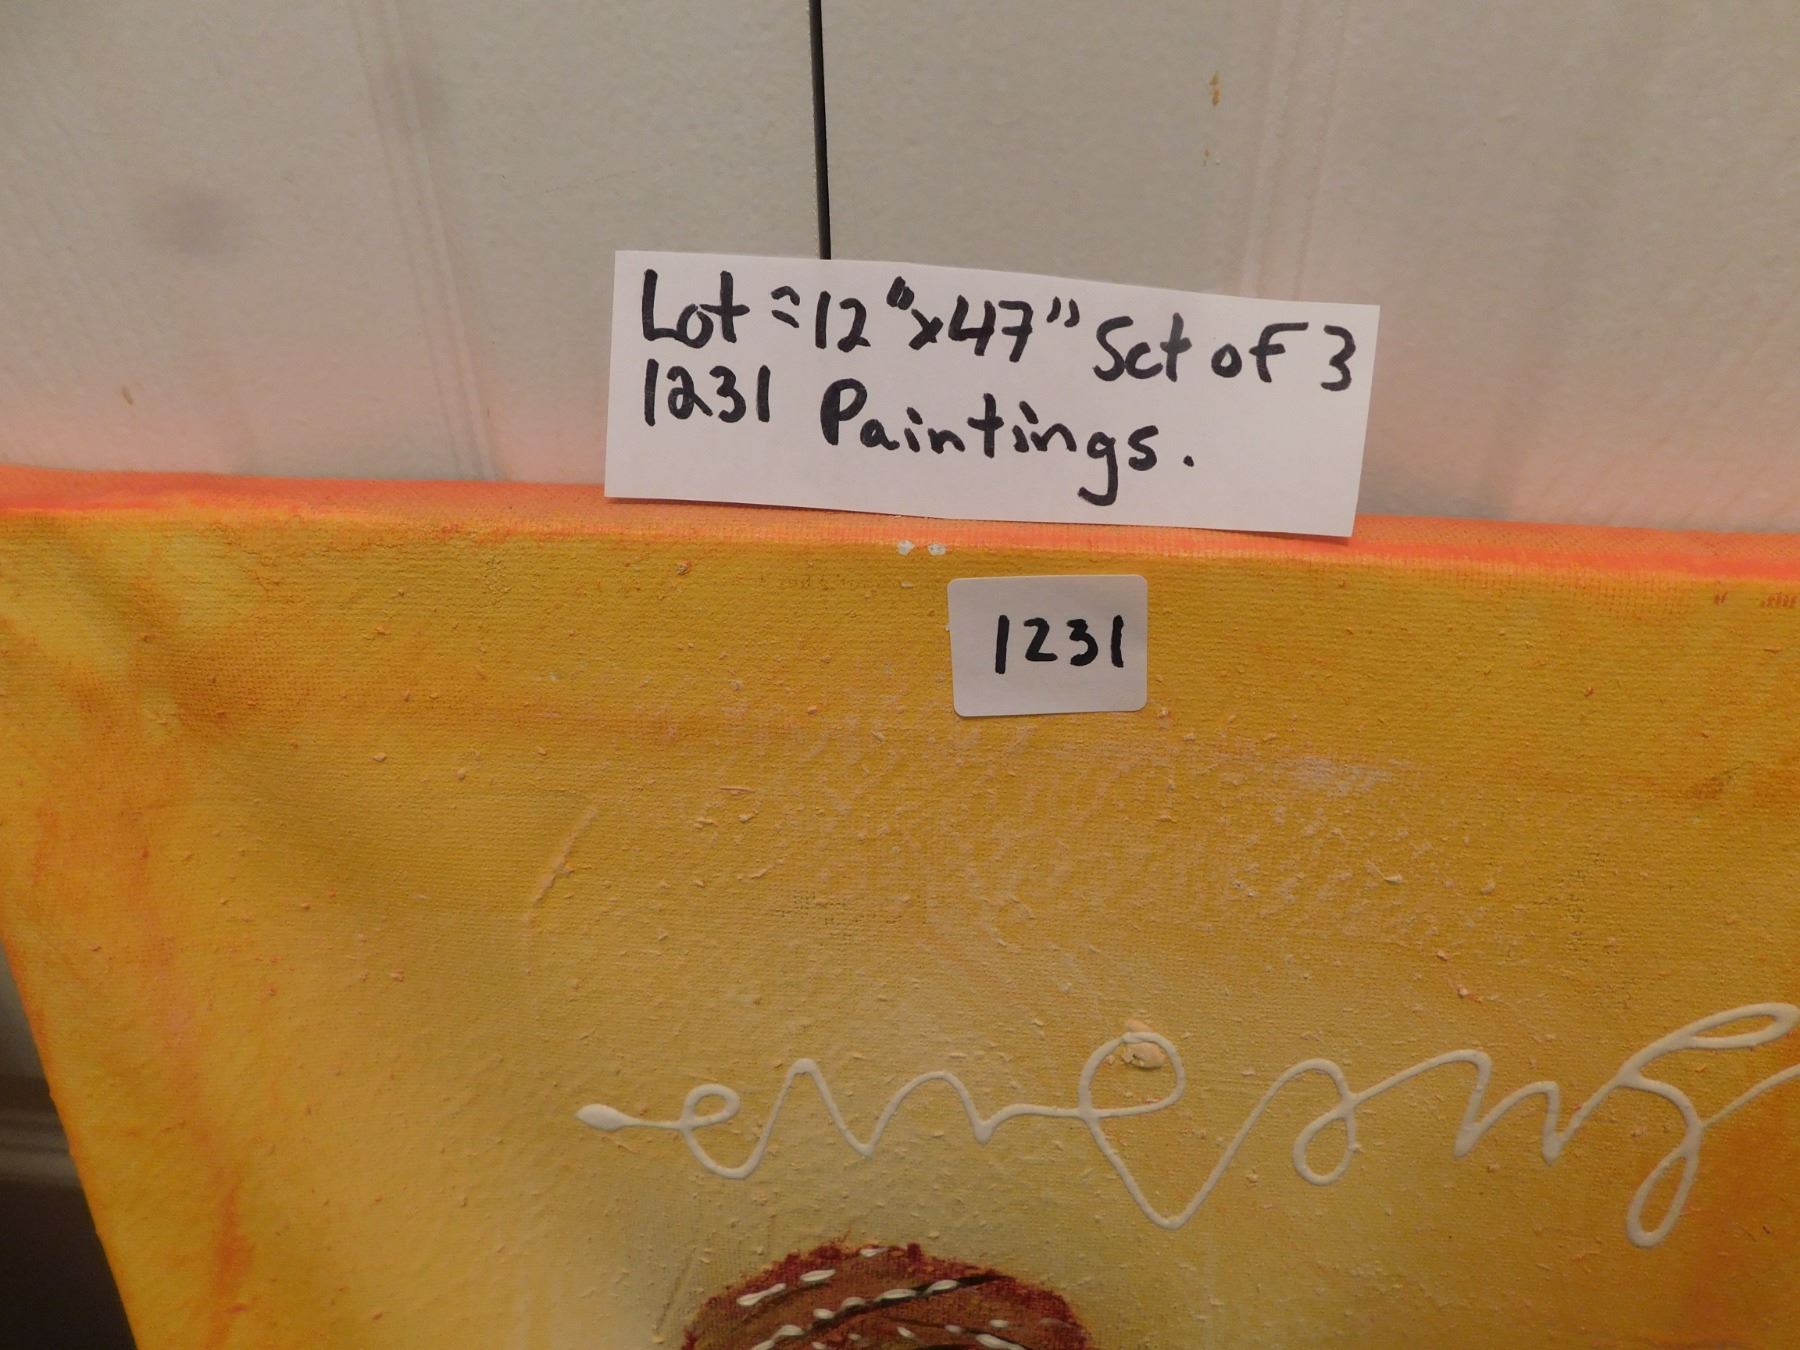 Lot = 12"x47" Set of 3
1231 Paintings.
1231